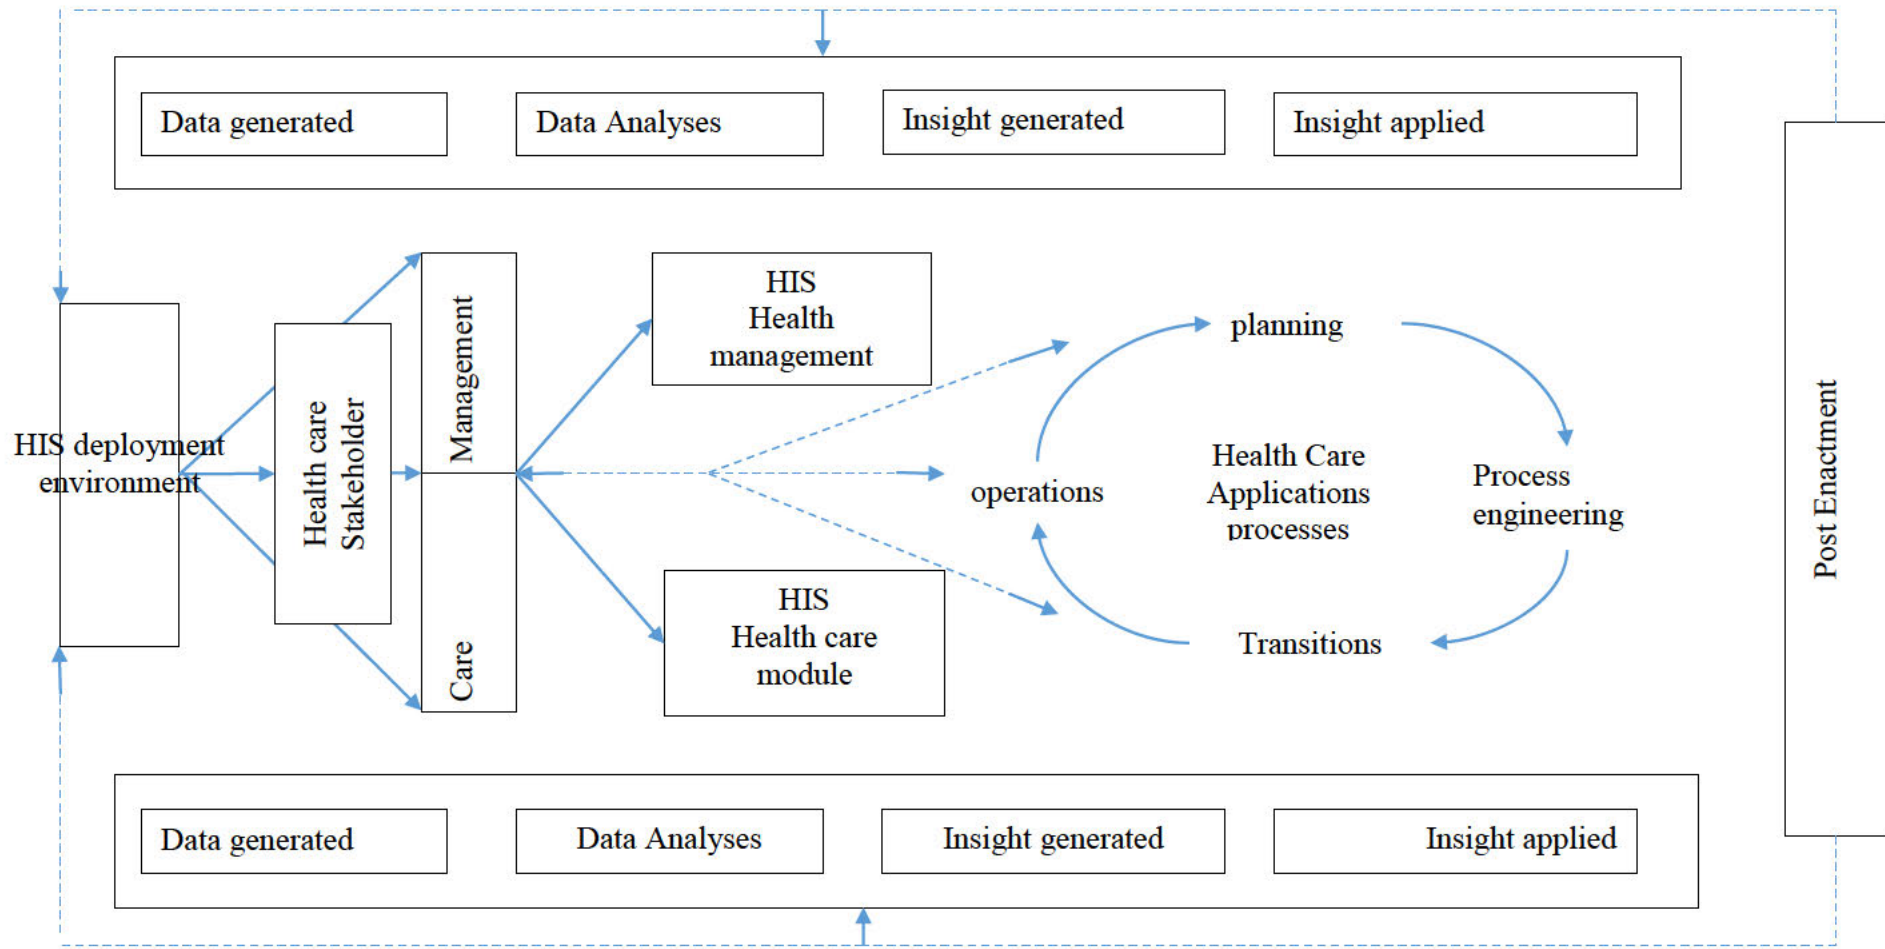 Data generated
Data Analyses
Insight generated
Insight applied
HIS deployment
environment
Health care
Stakeholder
Management
Care
HIS
Health
management
HIS
Health care
module
planning
operations
Health Care
Applications
processes
Process
engineering
Transitions
Post Enactment
Data generated
Data Analyses
Insight generated
Insight applied